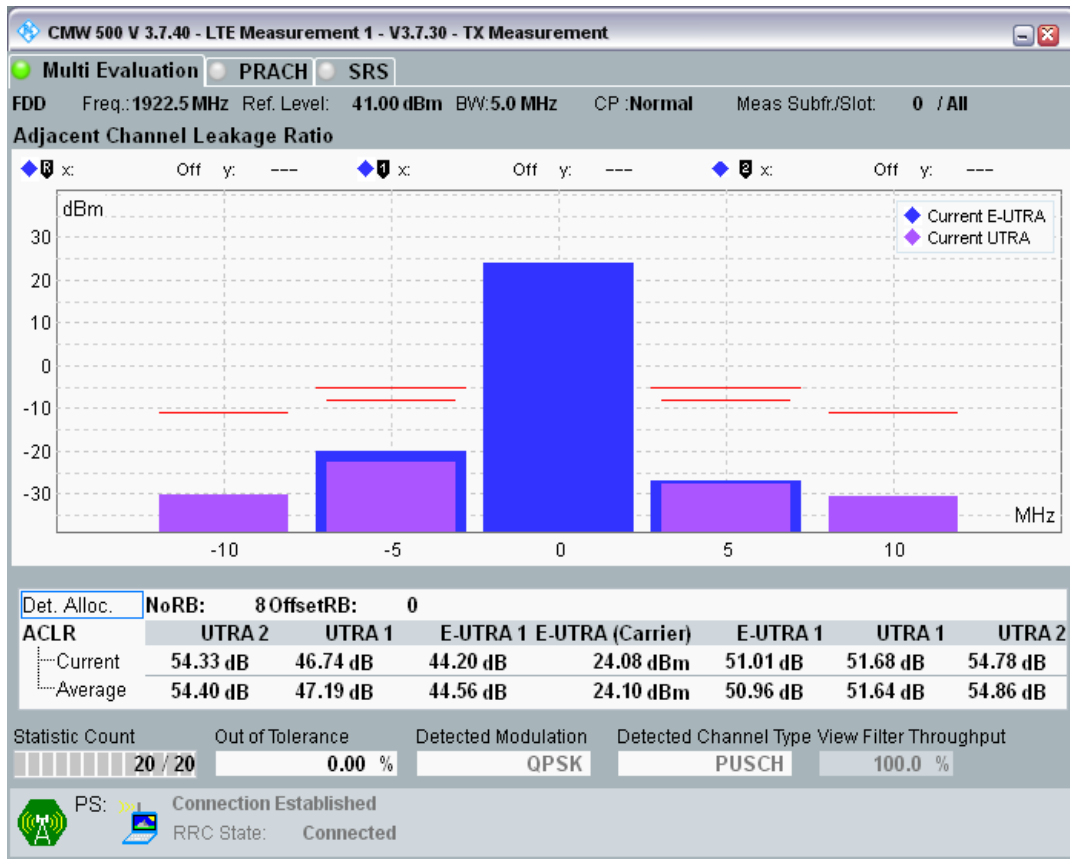 CMW 500 V 3.7.40 - LTE Measurement 1 - V3.7.30 - TX Measurement
Multi Evaluation PRACH SRS
FDD Freq.:1922.5 MHz Ref. Level: 41.00 dBm BW:5.0 MHz CP :Normal Meas Subfr./Slot: 0 / All
Adjacent Channel Leakage Ratio
R x: Off y: --- 1 x: Off y: --- 2 x: Off y: ---
dBm
Current E-UTRA
Current UTRA
30
20
10
0
-10
-20
-30
MHz
-10 -5 0 5 10
Det. Alloc. NoRB: 8 OffsetRB: 0
ACLR UTRA 2 UTRA 1 E-UTRA 1 E-UTRA (Carrier) E-UTRA 1 UTRA 1 UTRA 2
Current 54.33 dB 46.74 dB 44.20 dB 24.08 dBm 51.01 dB 51.68 dB 54.78 dB
Average 54.40 dB 47.19 dB 44.56 dB 24.10 dBm 50.96 dB 51.64 dB 54.86 dB
Statistic Count Out of Tolerance Detected Modulation Detected Channel Type View Filter Throughput
20 / 20 0.00 % QPSK PUSCH 100.0 %
PS: Connection Established
RRC State: Connected